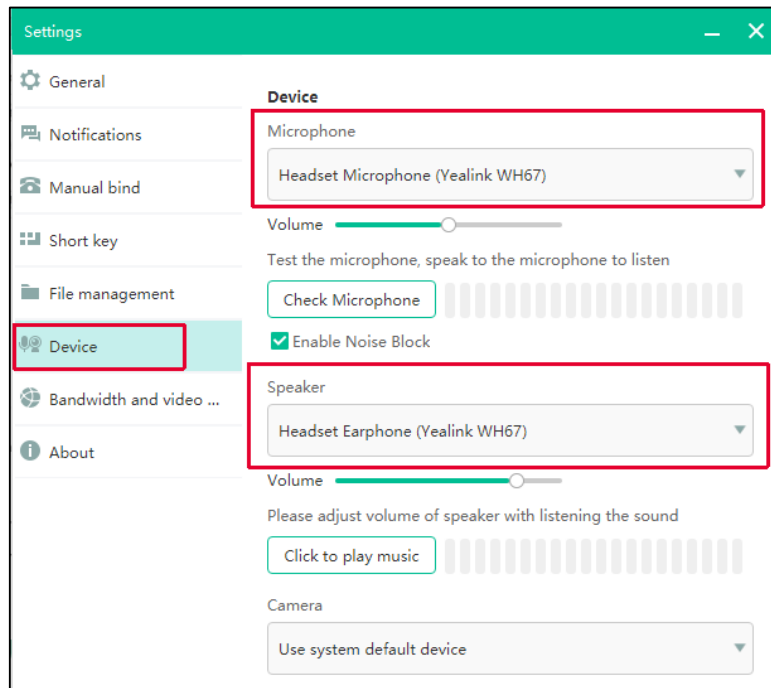 Settings
General
Notifications
Manual bind
Short key
File management
Device
Bandwidth and video ...
About
Device
Microphone
Headset Microphone (Yealink WH67)
Volume
Test the microphone, speak to the microphone to listen
Check Microphone
Enable Noise Block
Speaker
Headset Earphone (Yealink WH67)
Volume
Please adjust volume of speaker with listening the sound
Click to play music
Camera
Use system default device